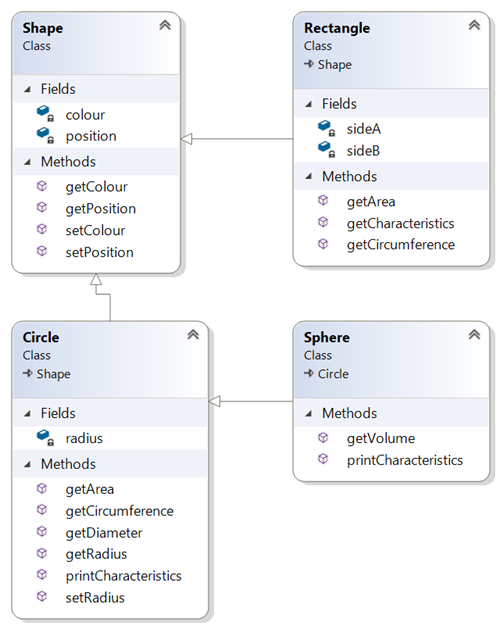 Shape
Class
Fields
colour
position
Methods
getColour
getPosition
setColour
setPosition
Rectangle
Class
Shape
Fields
sideA
sideB
Methods
getArea
getCharacteristics
getCircumference
Circle
Class
Shape
Fields
radius
Methods
getArea
getCircumference
getDiameter
getRadius
printCharacteristics
setRadius
Sphere
Class
Circle
Methods
getVolume
printCharacteristics